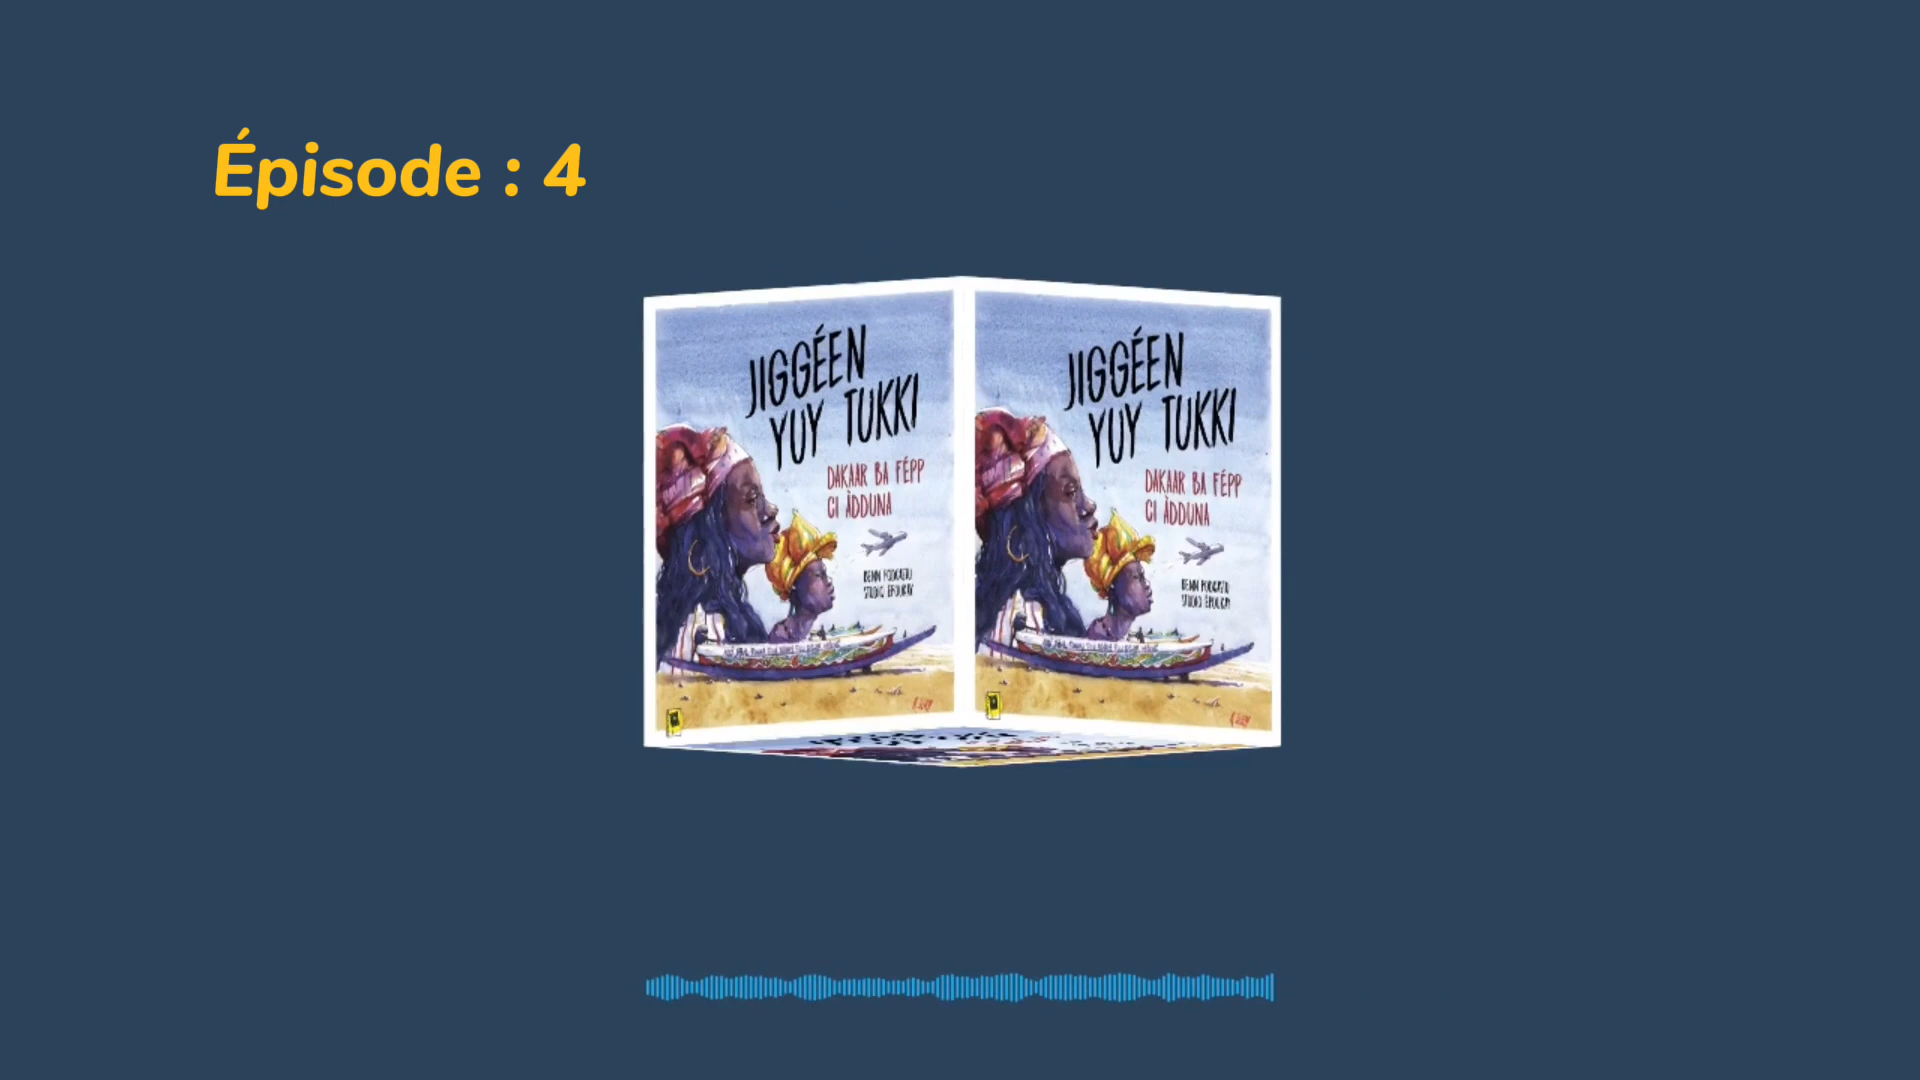 Épisode : 4
JIGGÉEN
YUY TUKKI
DAKAAR BA FÉPP
CI ÀDDUNA
JIGGÉEN
YUY TUKKI
DAKAAR BA FÉPP
CI ÀDDUNA